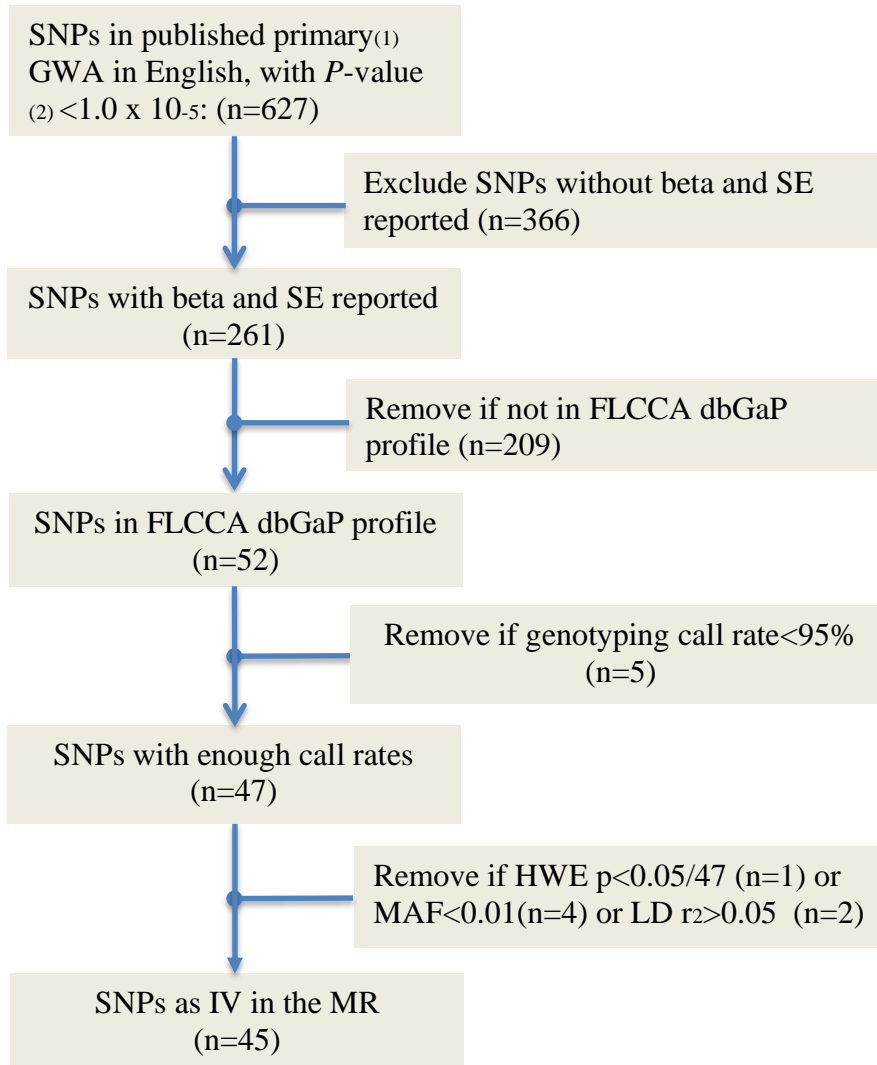 SNPs in published primary(1)
GWA in English, with P-value
(2) <1.0 x 10-5: (n=627)
Exclude SNPs without beta and SE
reported (n=366)
SNPs with beta and SE reported
(n=261)
Remove if not in FLCCA dbGaP
profile (n=209)
SNPs in FLCCA dbGaP profile
(n=52)
Remove if genotyping call rate<95%
(n=5)
SNPs with enough call rates
(n=47)
Remove if HWE p<0.05/47 (n=1) or
MAF<0.01(n=4) or LD r2>0.05 (n=2)
SNPs as IV in the MR
(n=45)